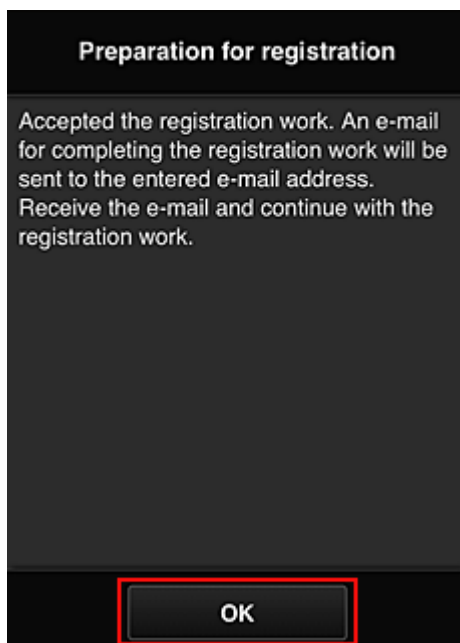 Preparation for registration
Accepted the registration work. An e-mail
for completing the registration work will be
sent to the entered e-mail address.
Receive the e-mail and continue with the
registration work.
OK